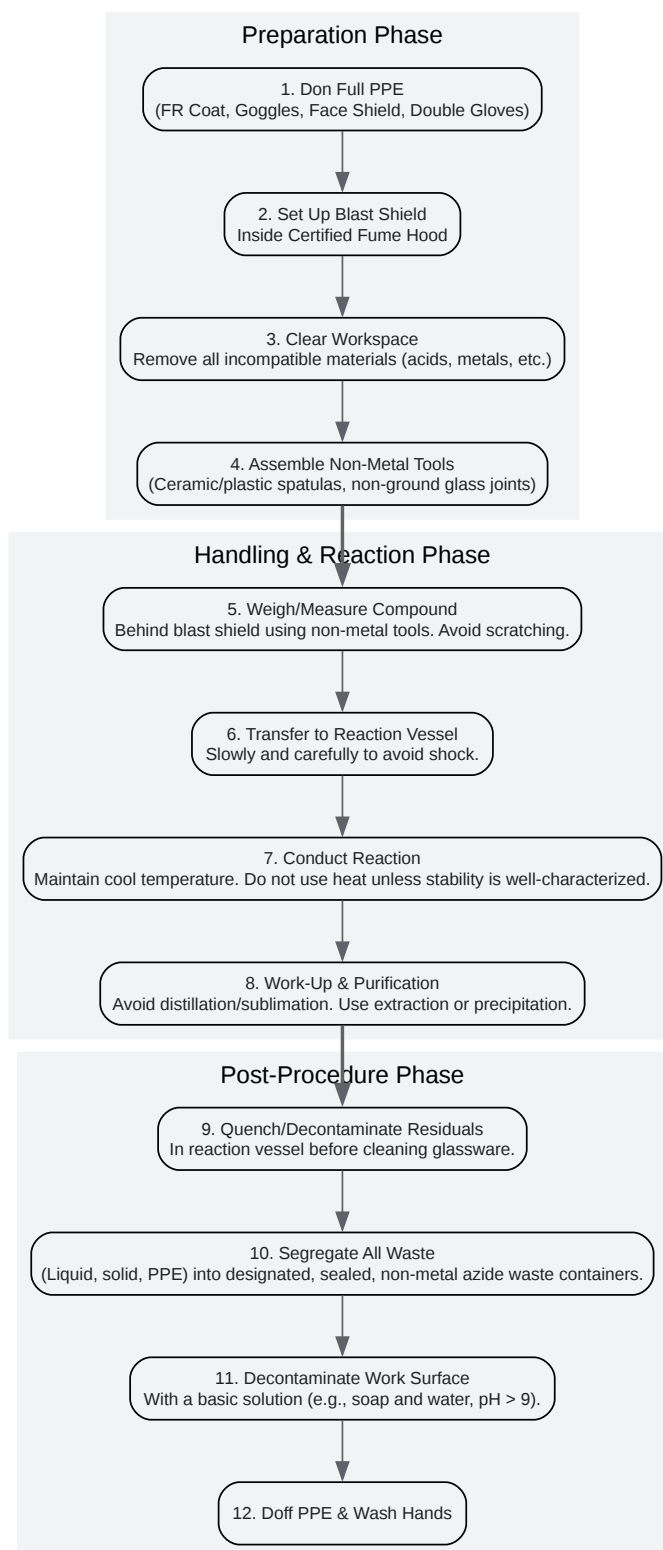 Preparation Phase
1. Don Full PPE
(FR Coat, Goggles, Face Shield, Double Gloves)
2. Set Up Blast Shield
Inside Certified Fume Hood
3. Clear Workspace
Remove all incompatible materials (acids, metals, etc.)
4. Assemble Non-Metal Tools
(Ceramic/plastic spatulas, non-ground glass joints)
Handling & Reaction Phase
5. Weigh/Measure Compound
Behind blast shield using non-metal tools. Avoid scratching.
6. Transfer to Reaction Vessel
Slowly and carefully to avoid shock.
7. Conduct Reaction
Maintain cool temperature. Do not use heat unless stability is well-characterized.
8. Work-Up & Purification
Avoid distillation/sublimation. Use extraction or precipitation.
Post-Procedure Phase
9. Quench/Decontaminate Residuals
In reaction vessel before cleaning glassware.
10. Segregate All Waste
(Liquid, solid, PPE) into designated, sealed, non-metal azide waste containers.
11. Decontaminate Work Surface
With a basic solution (e.g., soap and water, pH > 9).
12. Doff PPE & Wash Hands